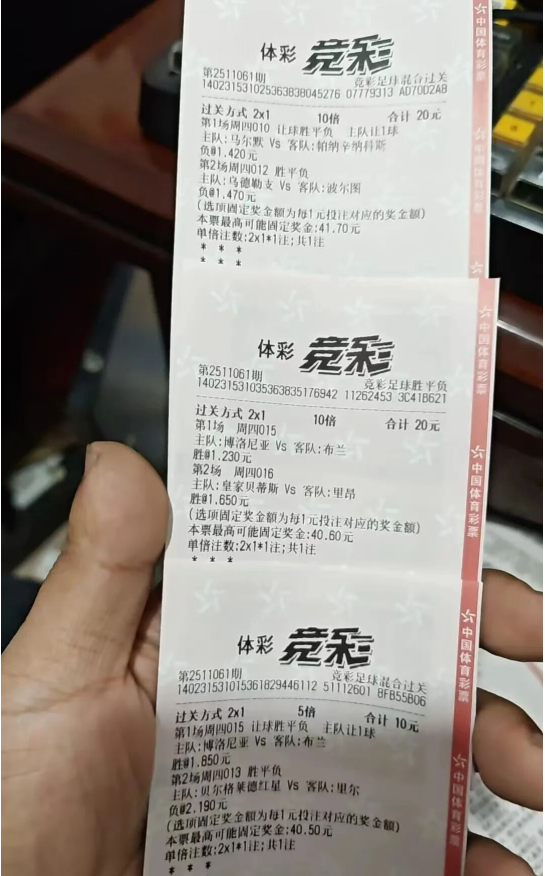 体彩 竞彩
第2511061期 竞彩足球混合过关
140231531025363838045276 07779313 AD70D2AB
过关方式 2x1 10倍 合计 20元
第1场周四010 让球胜平负 主队让1球
主队:马尔默 Vs 客队:帕纳辛纳科斯
负@1.420元
第2场周四012 胜平负
主队:乌德勒支 Vs 客队:波尔图
负@1.470元
(选项固定奖金额为每1元投注对应的奖金额)
本票最高可能固定奖金:41.70元
单倍注数:2x1*1注;共1注
* * *
* * *
中国体育彩票
中国体育彩票
体彩 竞彩
第2511061期 竞彩足球胜平负
140231531035363835176942 11262453 3C41B621
过关方式 2x1 10倍 合计 20元
第1场 周四015
主队:博洛尼亚 Vs 客队:布兰
胜@1.230元
第2场 周四016
主队:皇家贝蒂斯 Vs 客队:里昂
胜@1.650元
(选项固定奖金额为每1元投注对应的奖金额)
本票最高可能固定奖金:40.60元
单倍注数:2x1*1注;共1注
* * *
中国体育彩票
中国体育彩票
体彩 竞彩
第2511061期 竞彩足球混合过关
140231531015361829446112 51112601 BFB55B06
过关方式 2x1 5倍 合计 10元
第1场周四015 让球胜平负 主队让1球
主队:博洛尼亚 Vs 客队:布兰
胜@1.850元
第2场周四013 胜平负
主队:贝尔格莱德红星 Vs 客队:里尔
负@2.190元
(选项固定奖金额为每1元投注对应的奖金额)
本票最高可能固定奖金:40.50元
单倍注数:2x1*1注;共1注
* * *
中国体育彩票
中国体育彩票